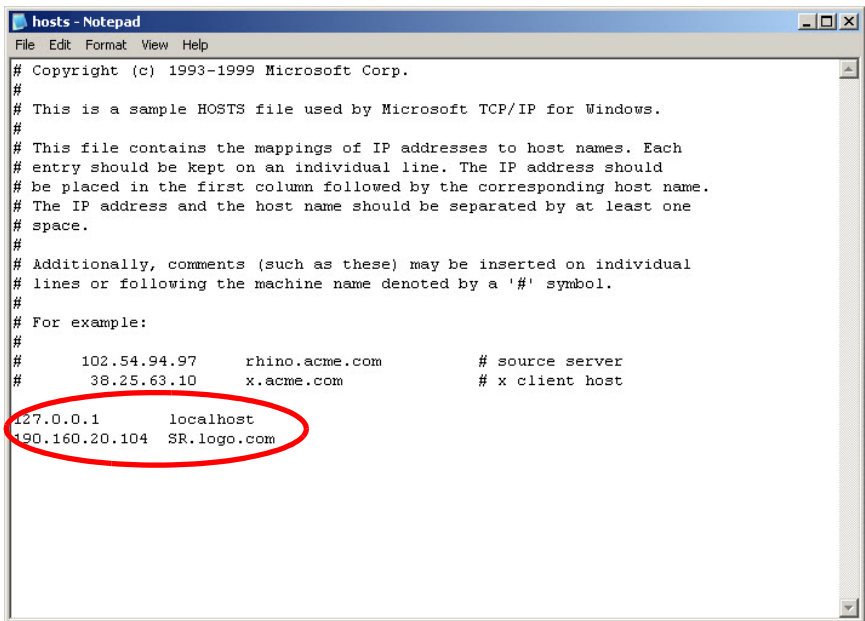 hosts - Notepad
File Edit Format View Help
# Copyright (c) 1993-1999 Microsoft Corp.
#
# This is a sample HOSTS file used by Microsoft TCP/IP for Windows.
#
# This file contains the mappings of IP addresses to host names. Each
# entry should be kept on an individual line. The IP address should
# be placed in the first column followed by the corresponding host name.
# The IP address and the host name should be separated by at least one
# space.
#
# Additionally, comments (such as these) may be inserted on individual
# lines or following the machine name denoted by a '#' symbol.
#
# For example:
#
#      102.54.94.97     rhino.acme.com          # source server
#       38.25.63.10     x.acme.com              # x client host
127.0.0.1       localhost
190.160.20.104  SR.logo.com